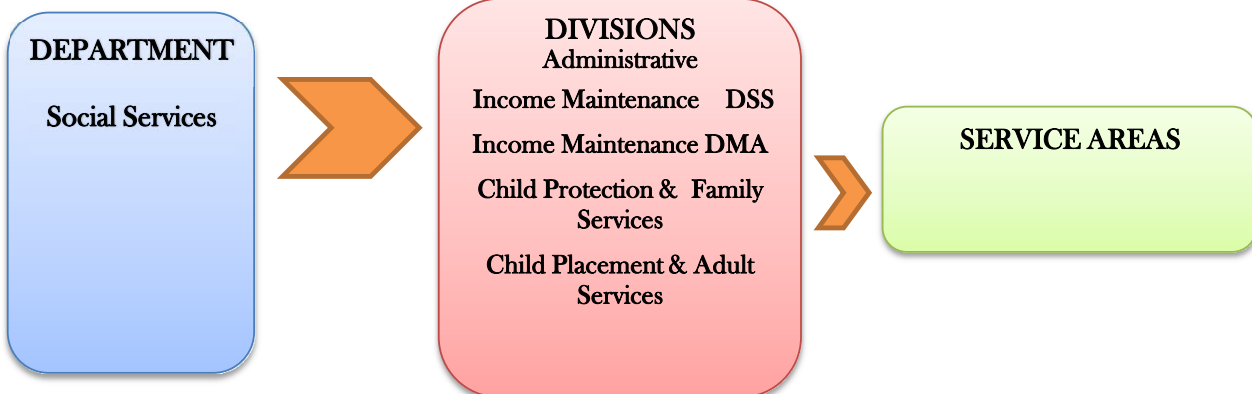 DEPARTMENT
Social Services
DIVISIONS
Administrative
Income Maintenance DSS
Income Maintenance DMA
Child Protection & Family
Services
Child Placement & Adult
Services
SERVICE AREAS